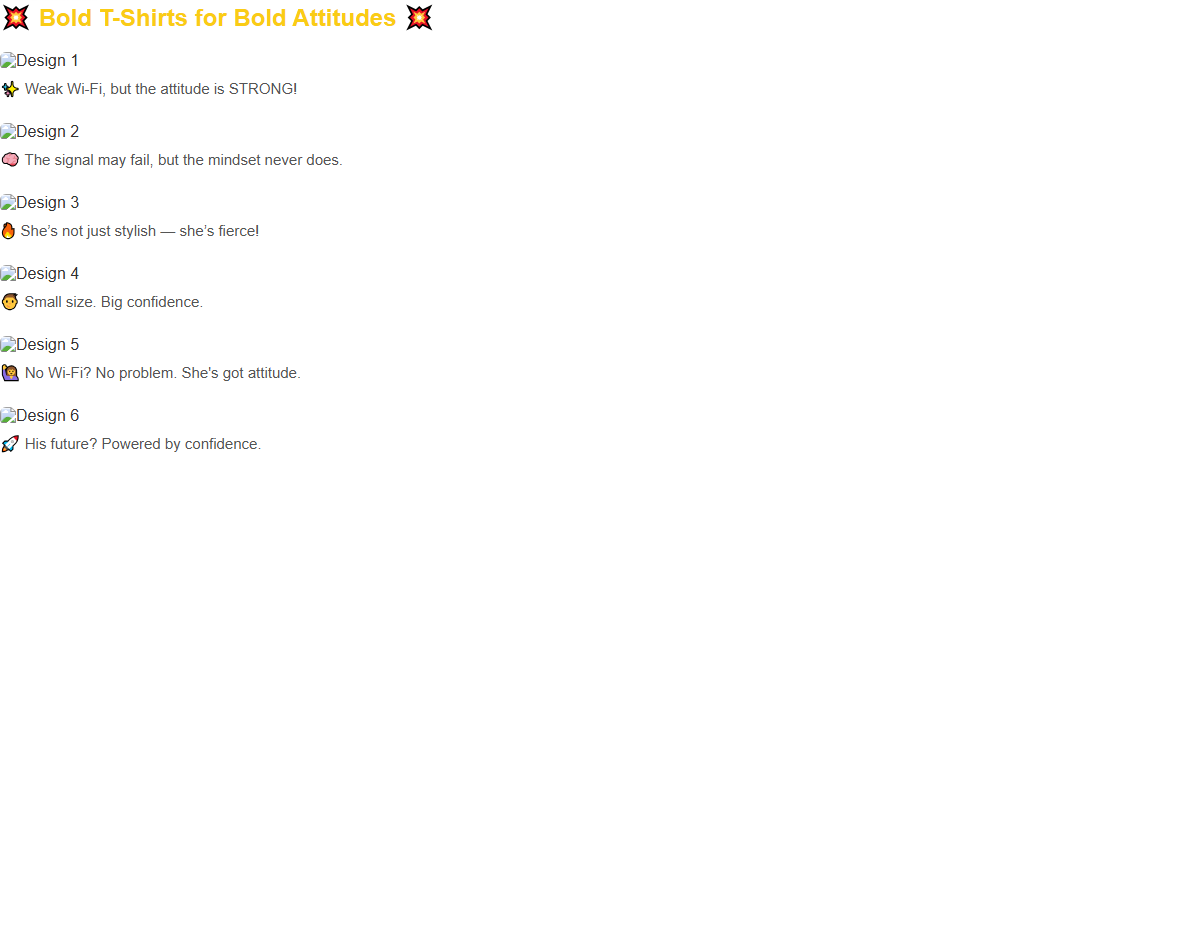 💥 Bold T-Shirts for Bold Attitudes 💥
Design 1
✨ Weak Wi-Fi, but the attitude is STRONG!
Design 2
🧠 The signal may fail, but the mindset never does.
Design 3
🔥 She’s not just stylish — she’s fierce!
Design 4
👦 Small size. Big confidence.
Design 5
🙋‍♀️ No Wi-Fi? No problem. She's got attitude.
Design 6
🚀 His future? Powered by confidence.